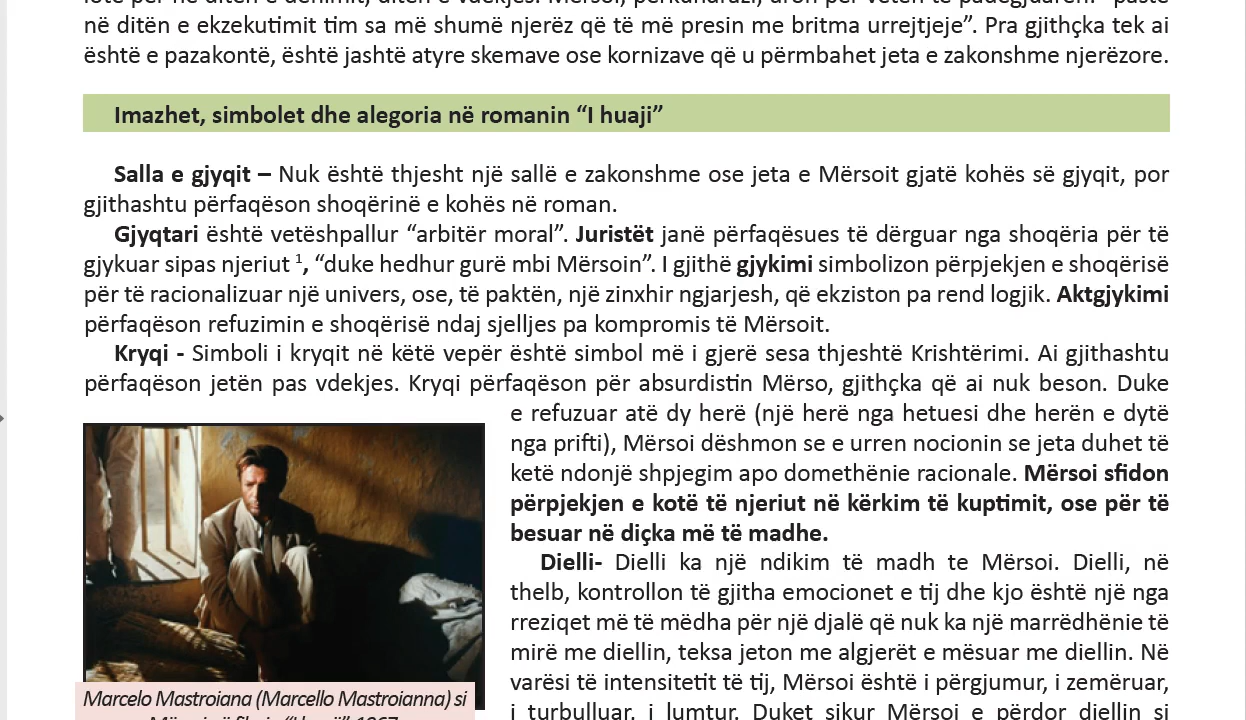 në ditën e ekzekutimit tim sa më shumë njerëz që të më presin me britma urrejtjeje”. Pra gjithçka tek ai
është e pazakontë, është jashtë atyre skemave ose kornizave që u përmbahet jeta e zakonshme njerëzore.
Imazhet, simbolet dhe alegoria në romanin “I huaji”
Salla e gjyqit – Nuk është thjesht një sallë e zakonshme ose jeta e Mërsoit gjatë kohës së gjyqit, por
gjithashtu përfaqëson shoqërinë e kohës në roman.
Gjyqtari është vetëshpallur “arbitër moral”. Juristët janë përfaqësues të dërguar nga shoqëria për të
gjykuar sipas njeriut ¹, “duke hedhur gurë mbi Mërsoin”. I gjithë gjykimi simbolizon përpjekjen e shoqërisë
për të racionalizuar një univers, ose, të paktën, një zinxhir ngjarjesh, që ekziston pa rend logjik. Aktgjykimi
përfaqëson refuzimin e shoqërisë ndaj sjelljes pa kompromis të Mërsoit.
Kryqi - Simboli i kryqit në këtë vepër është simbol më i gjerë sesa thjeshtë Krishtërimi. Ai gjithashtu
përfaqëson jetën pas vdekjes. Kryqi përfaqëson për absurdistin Mërso, gjithçka që ai nuk beson. Duke
e refuzuar atë dy herë (një herë nga hetuesi dhe herën e dytë
nga prifti), Mërsoi dëshmon se e urren nocionin se jeta duhet të
ketë ndonjë shpjegim apo domethënie racionale. Mërsoi sfidon
përpjekjen e kotë të njeriut në kërkim të kuptimit, ose për të
besuar në diçka më të madhe.
Dielli- Dielli ka një ndikim të madh te Mërsoi. Dielli, në
thelb, kontrollon të gjitha emocionet e tij dhe kjo është një nga
rreziqet më të mëdha për një djalë që nuk ka një marrëdhënie të
mirë me diellin, teksa jeton me algjerët e mësuar me diellin. Në
varësi të intensitetit të tij, Mërsoi është i përgjumur, i zemëruar,
i turbulluar, i lumtur. Duket sikur Mërsoi e përdor diellin si
Marcelo Mastroiana (Marcello Mastroianna) si